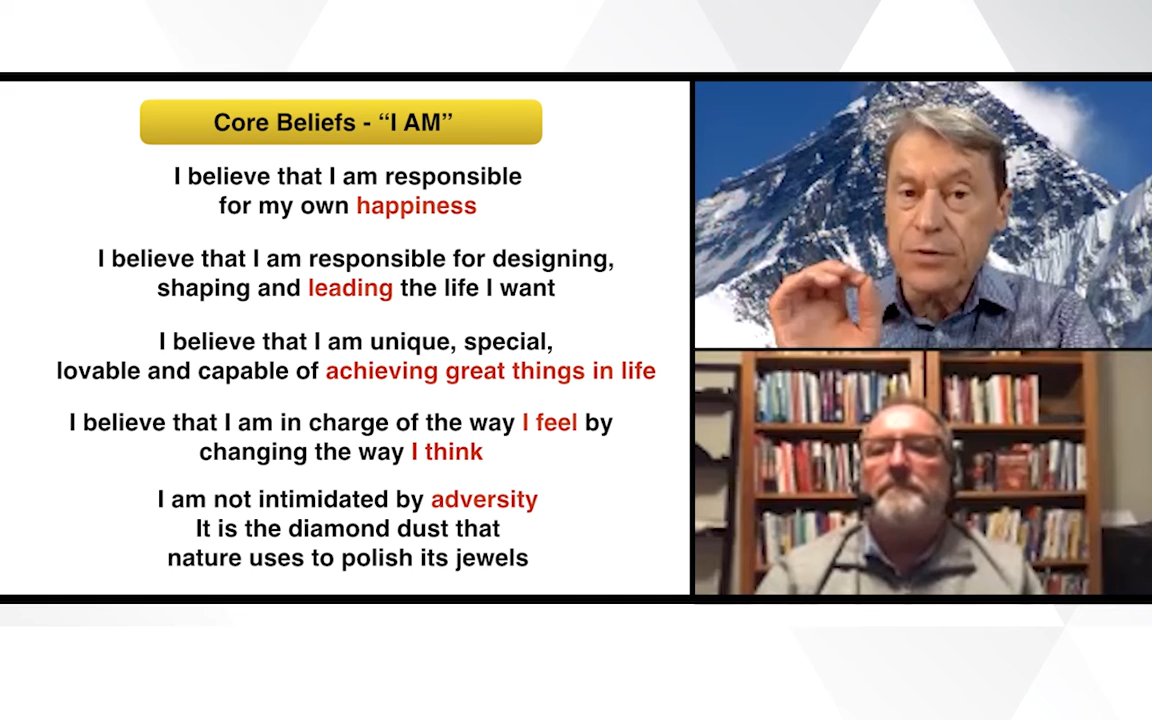 Core Beliefs - “I AM”
I believe that I am responsible
for my own happiness
I believe that I am responsible for designing,
shaping and leading the life I want
I believe that I am unique, special,
lovable and capable of achieving great things in life
I believe that I am in charge of the way I feel by
changing the way I think
I am not intimidated by adversity
It is the diamond dust that
nature uses to polish its jewels